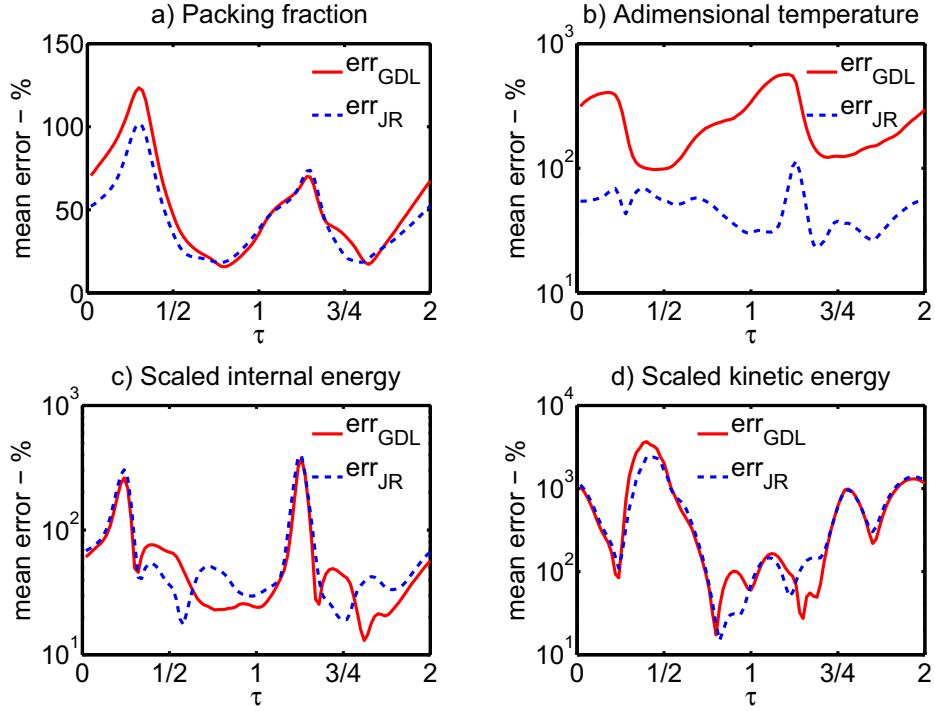 a) Packing fraction
mean error - %
150
100
50
0
err_GDL
err_JR
0 1/2 1 3/4 2
τ
b) Adimensional temperature
mean error - %
10^3
10^2
10^1
err_GDL
err_JR
0 1/2 1 3/4 2
τ
c) Scaled internal energy
mean error - %
10^3
10^2
10^1
err_GDL
err_JR
0 1/2 1 3/4 2
τ
d) Scaled kinetic energy
mean error - %
10^4
10^3
10^2
10^1
err_GDL
err_JR
0 1/2 1 3/4 2
τ